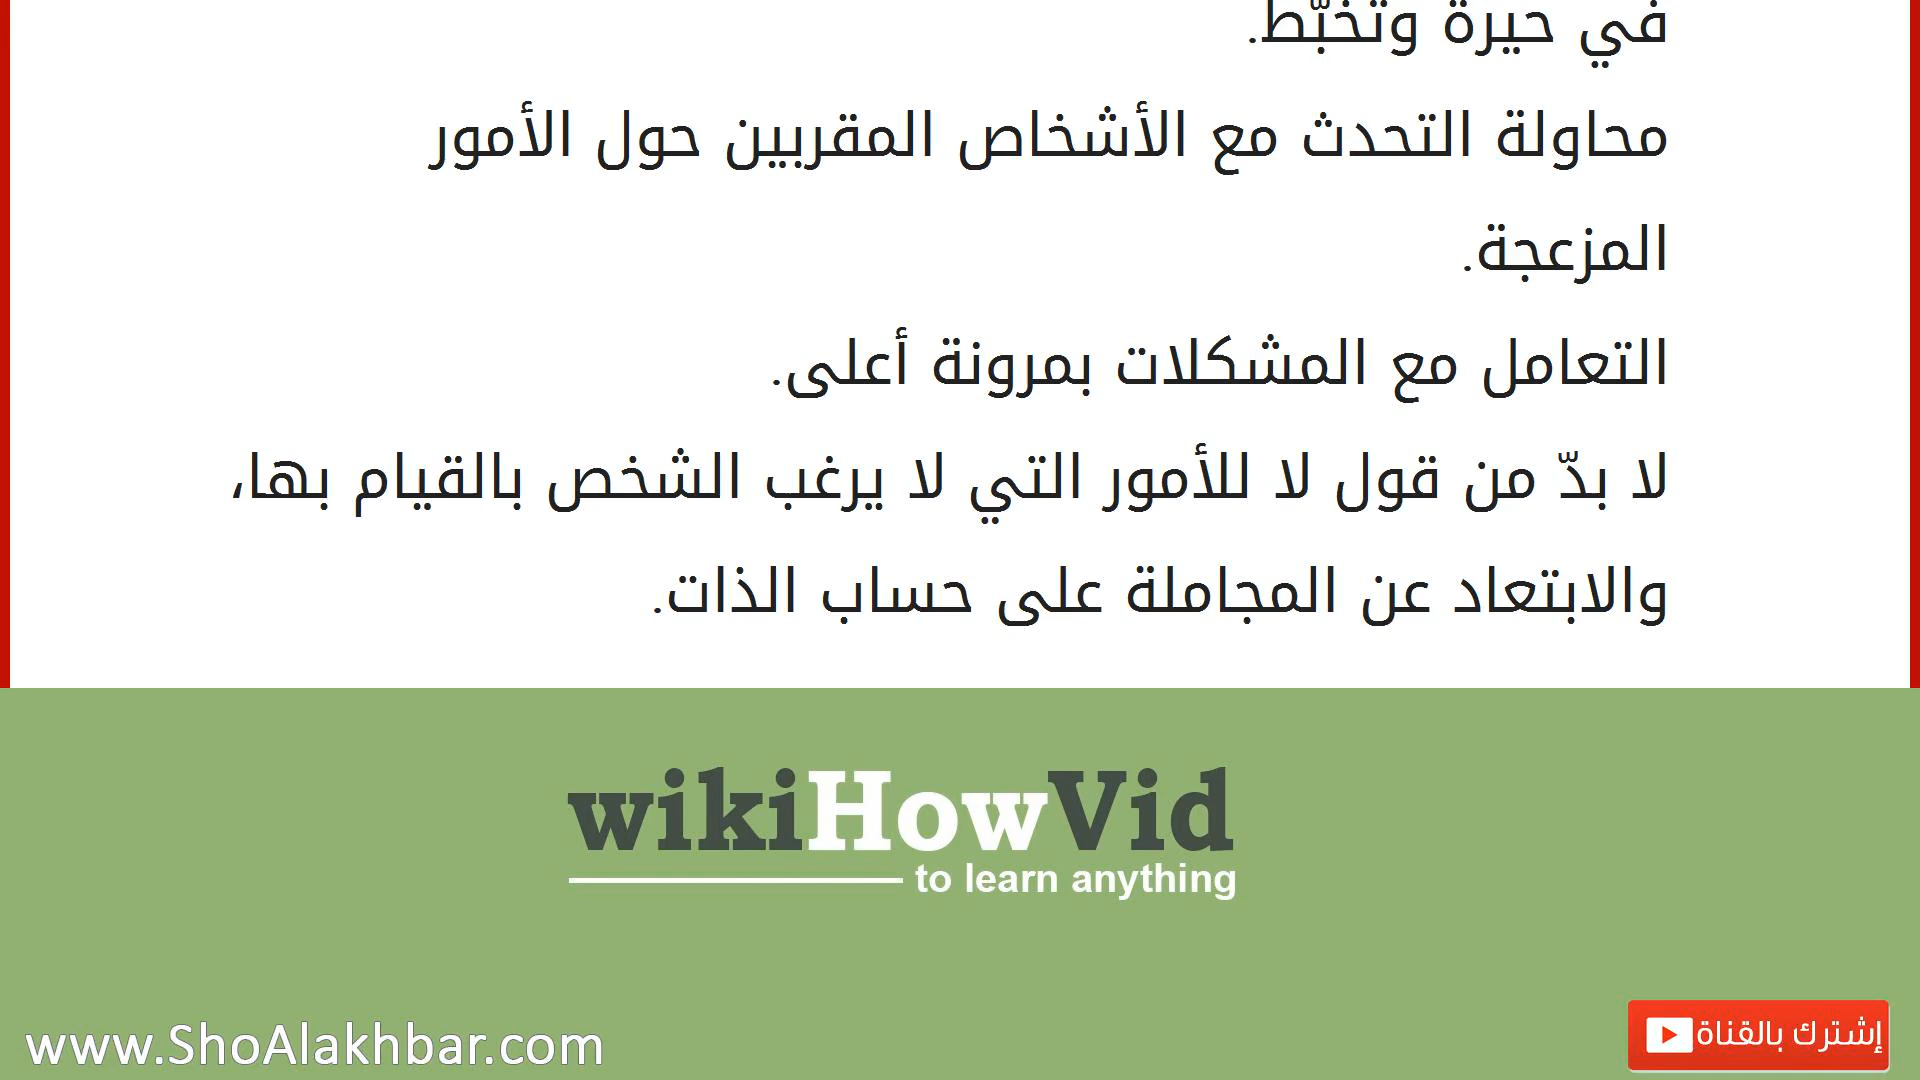 في حيرة وتخبّط.
محاولة التحدث مع الأشخاص المقربين حول الأمور
المزعجة.
التعامل مع المشكلات بمرونة أعلى.
لا بدّ من قول لا للأمور التي لا يرغب الشخص بالقيام بها،
والابتعاد عن المجاملة على حساب الذات.
wikiHowVid
to learn anything
www.ShoAlakhbar.com
إشترك بالقناة